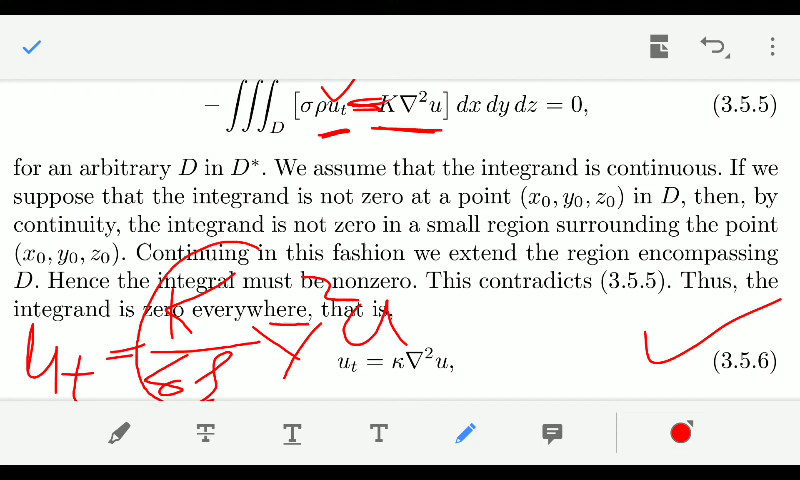 − ∭_D [σρu_t − K∇²u] dx dy dz = 0, (3.5.5)
for an arbitrary D in D*. We assume that the integrand is continuous. If we
suppose that the integrand is not zero at a point (x₀, y₀, z₀) in D, then, by
continuity, the integrand is not zero in a small region surrounding the point
(x₀, y₀, z₀). Continuing in this fashion we extend the region encompassing
D. Hence the integral must be nonzero. This contradicts (3.5.5). Thus, the
integrand is zero everywhere, that is,
u_t = K/σρ ∇²u
u_t = κ∇²u, (3.5.6)
T T T